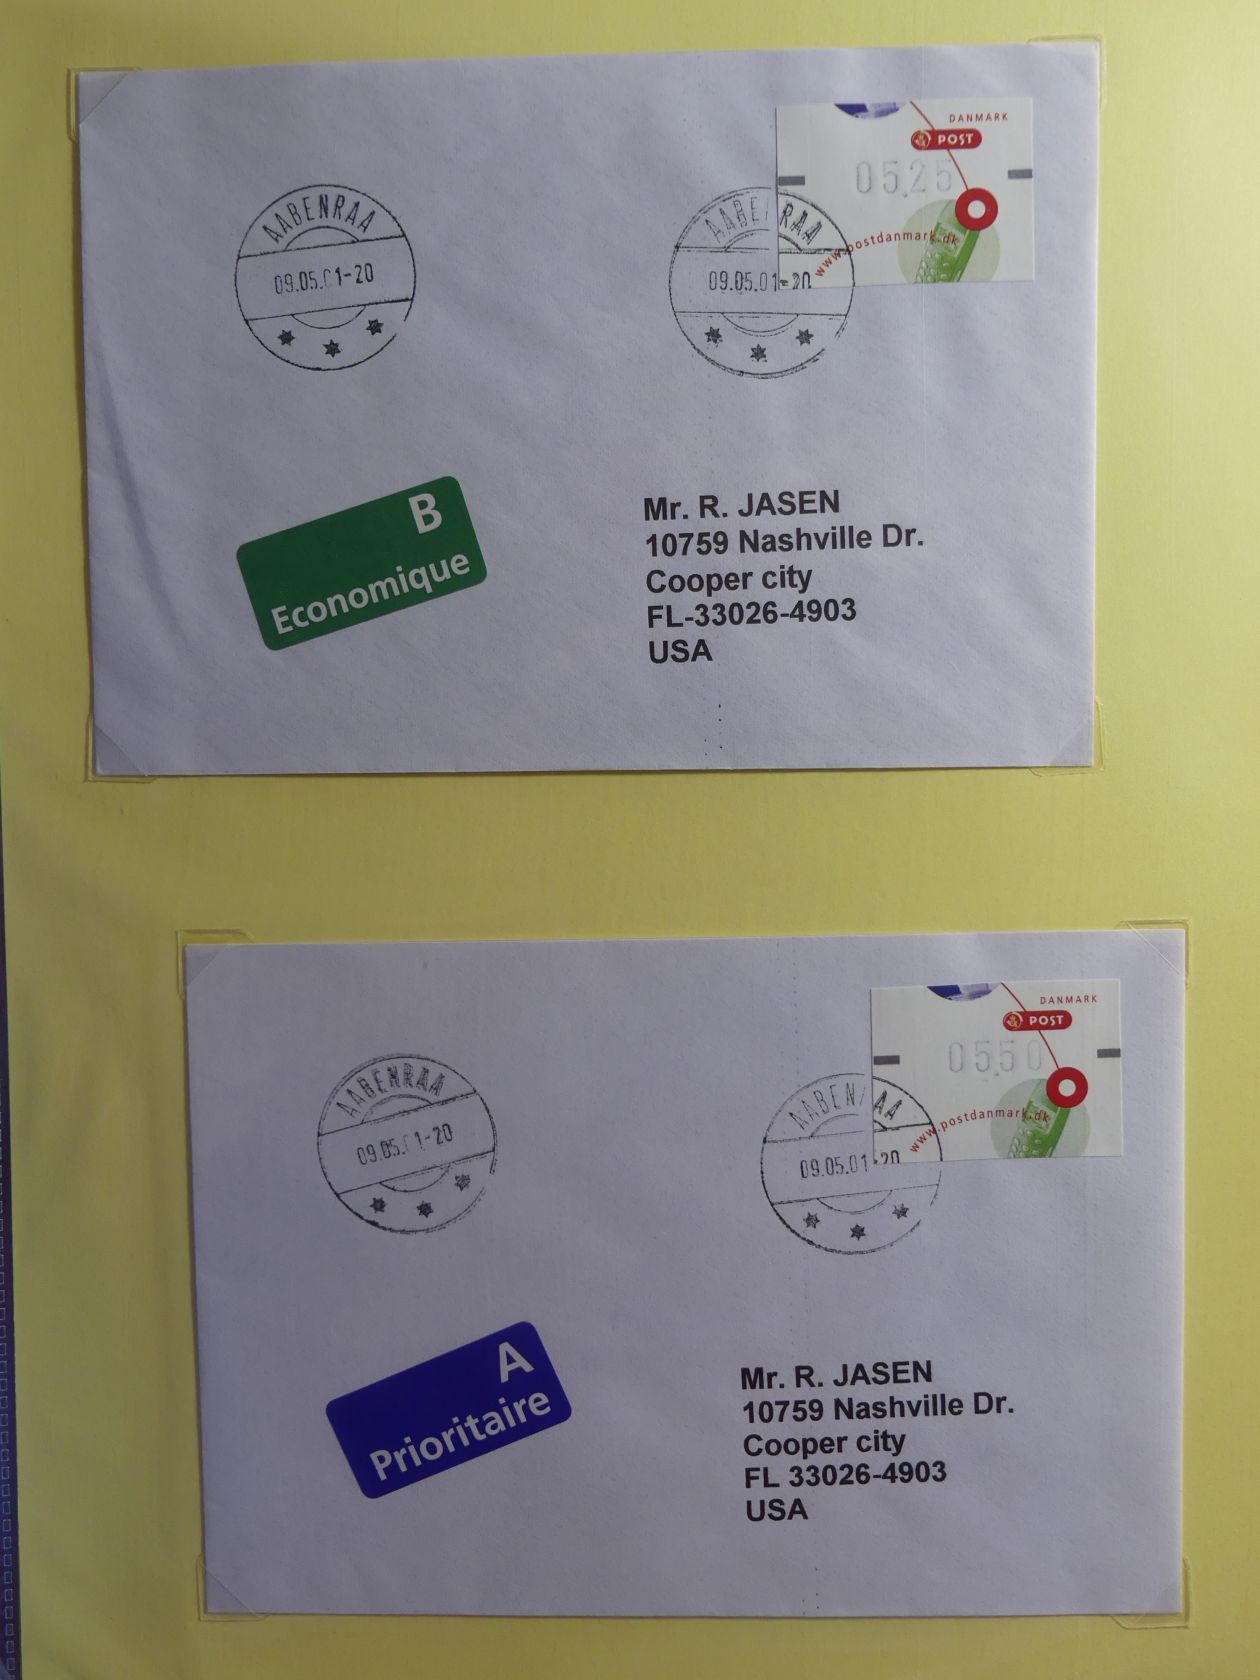 DANMARK
POST
05.25
www.postdanmark.dk
AABENRAA
09.05.01-20
AABENRAA
09.05.01-20
B
Economique
Mr. R. JASEN
10759 Nashville Dr.
Cooper city
FL-33026-4903
USA
DANMARK
POST
05.50
www.postdanmark.dk
AABENRAA
09.05.01-20
AABENRAA
09.05.01-20
A
Prioritaire
Mr. R. JASEN
10759 Nashville Dr.
Cooper city
FL 33026-4903
USA